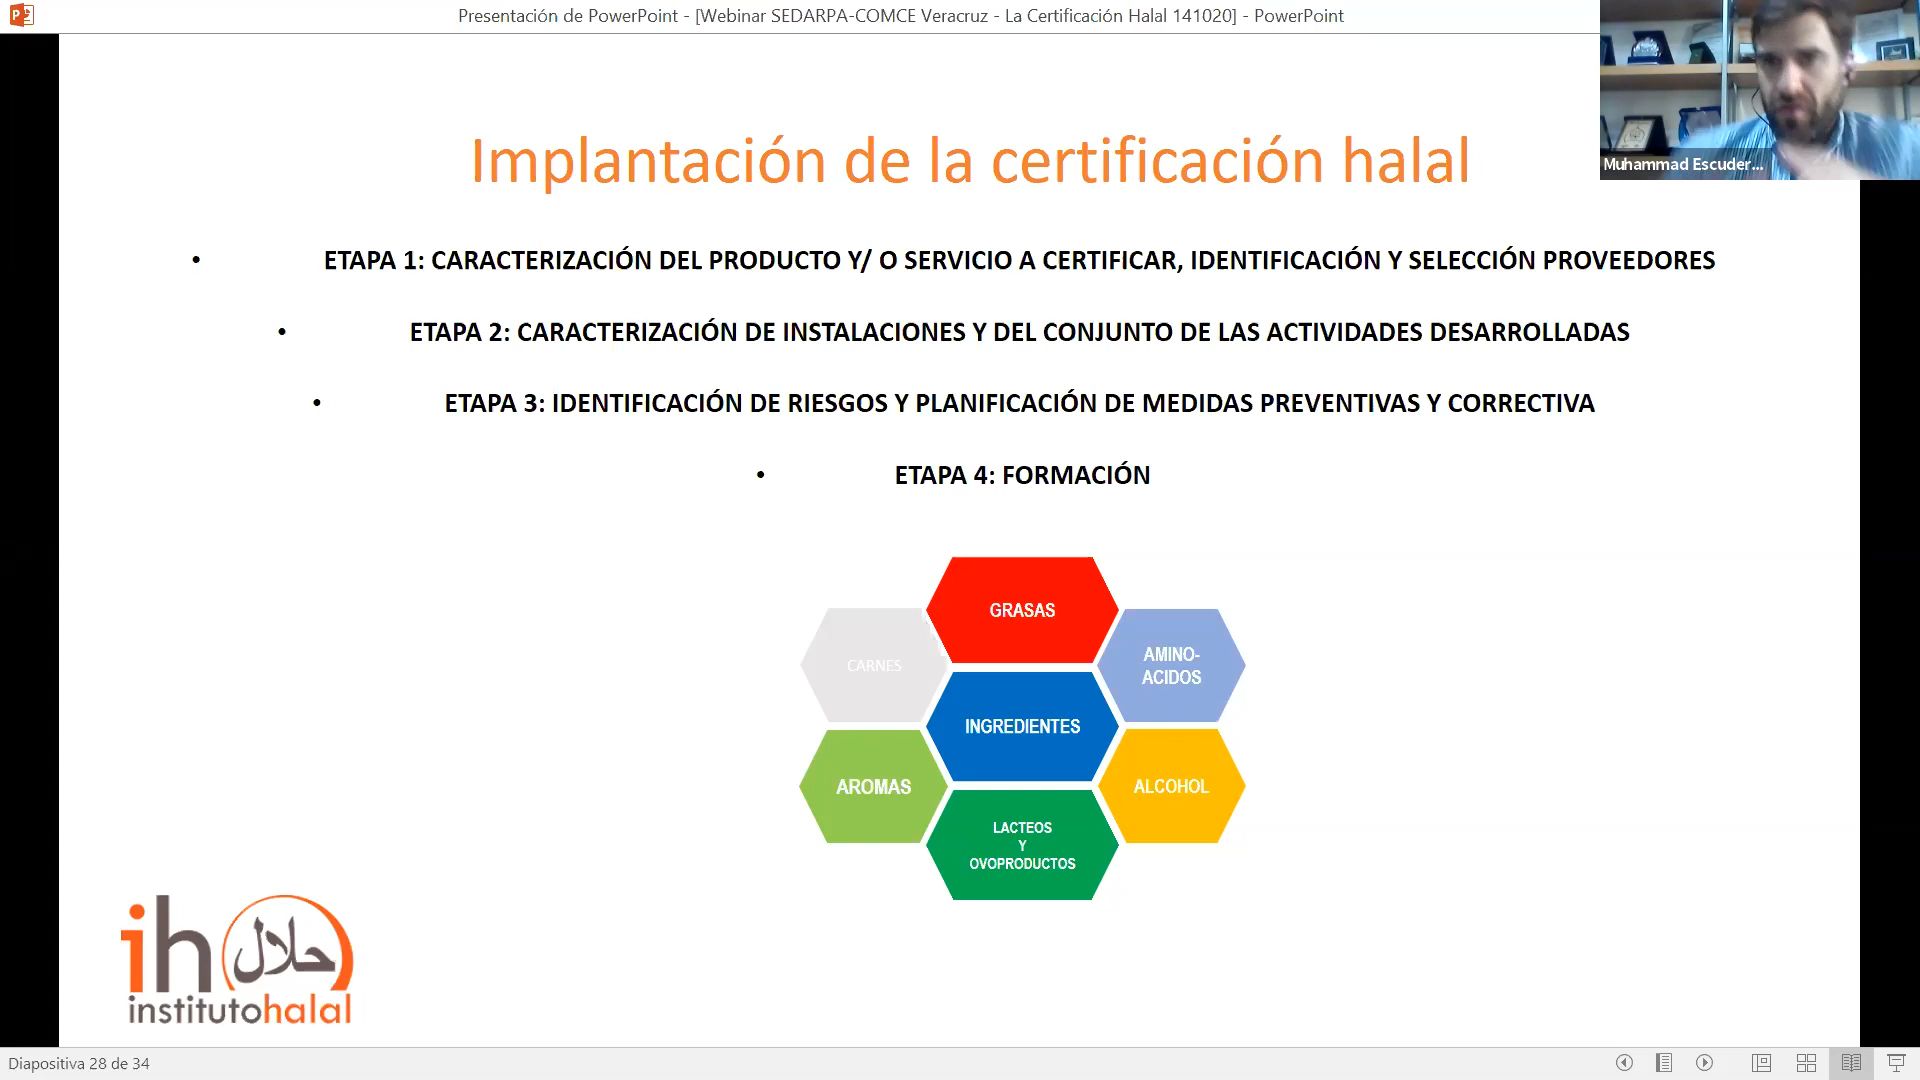 Presentación de PowerPoint - [Webinar SEDARPA-COMCE Veracruz - La Certificación Halal 141020] - PowerPoint
Muhammad Escuder...
Implantación de la certificación halal
• ETAPA 1: CARACTERIZACIÓN DEL PRODUCTO Y/ O SERVICIO A CERTIFICAR, IDENTIFICACIÓN Y SELECCIÓN PROVEEDORES
• ETAPA 2: CARACTERIZACIÓN DE INSTALACIONES Y DEL CONJUNTO DE LAS ACTIVIDADES DESARROLLADAS
• ETAPA 3: IDENTIFICACIÓN DE RIESGOS Y PLANIFICACIÓN DE MEDIDAS PREVENTIVAS Y CORRECTIVA
• ETAPA 4: FORMACIÓN
GRASAS
CARNES
AMINO-
ACIDOS
INGREDIENTES
AROMAS
ALCOHOL
LACTEOS
Y
OVOPRODUCTOS
ih حلال
institutohalal
Diapositiva 28 de 34